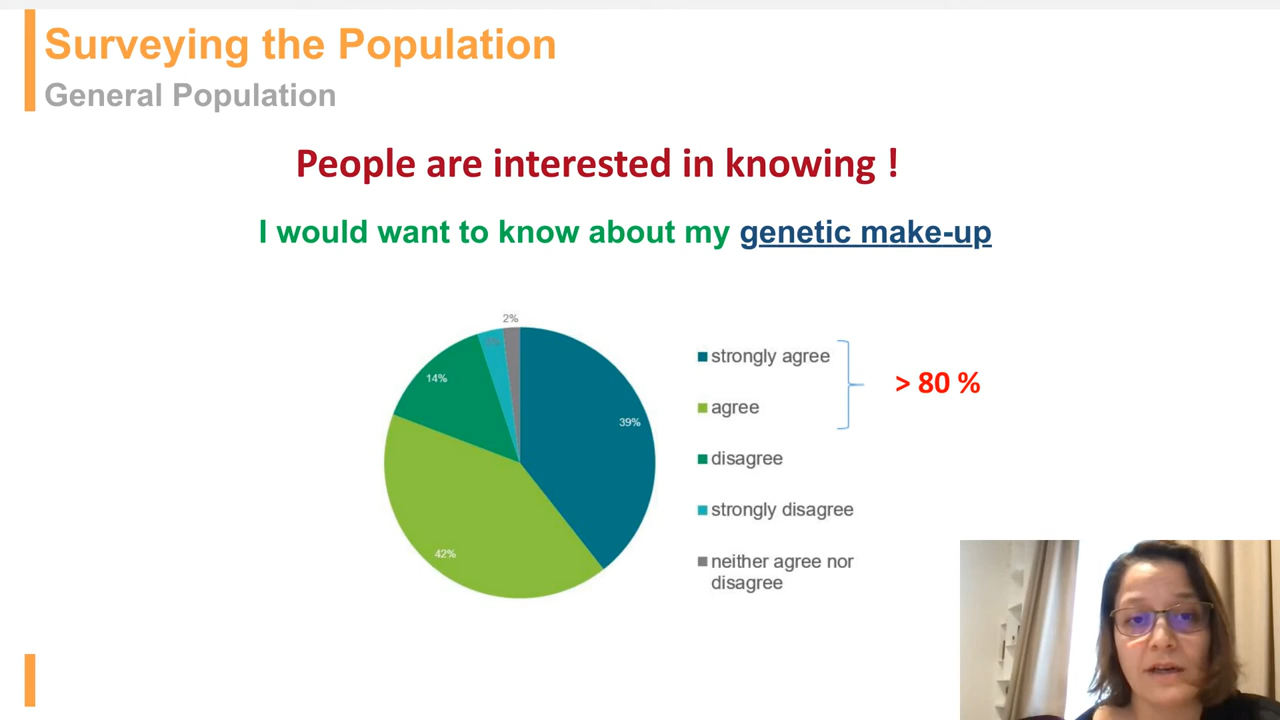 Surveying the Population
General Population
People are interested in knowing !
I would want to know about my genetic make-up
2%
14%
39%
42%
strongly agree
agree
disagree
strongly disagree
neither agree nor
disagree
> 80 %